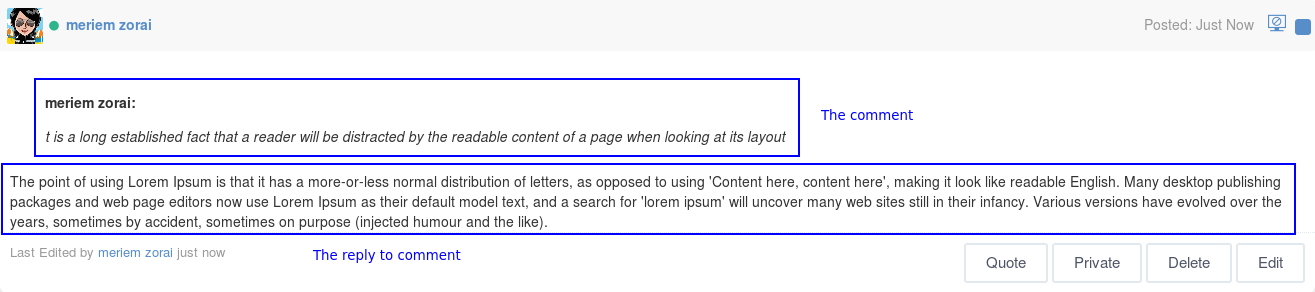 meriem zorai
Posted: Just Now
meriem zorai:
t is a long established fact that a reader will be distracted by the readable content of a page when looking at its layout
The comment
The point of using Lorem Ipsum is that it has a more-or-less normal distribution of letters, as opposed to using 'Content here, content here', making it look like readable English. Many desktop publishing
packages and web page editors now use Lorem Ipsum as their default model text, and a search for 'lorem ipsum' will uncover many web sites still in their infancy. Various versions have evolved over the
years, sometimes by accident, sometimes on purpose (injected humour and the like).
Last Edited by meriem zorai just now
The reply to comment
Quote
Private
Delete
Edit